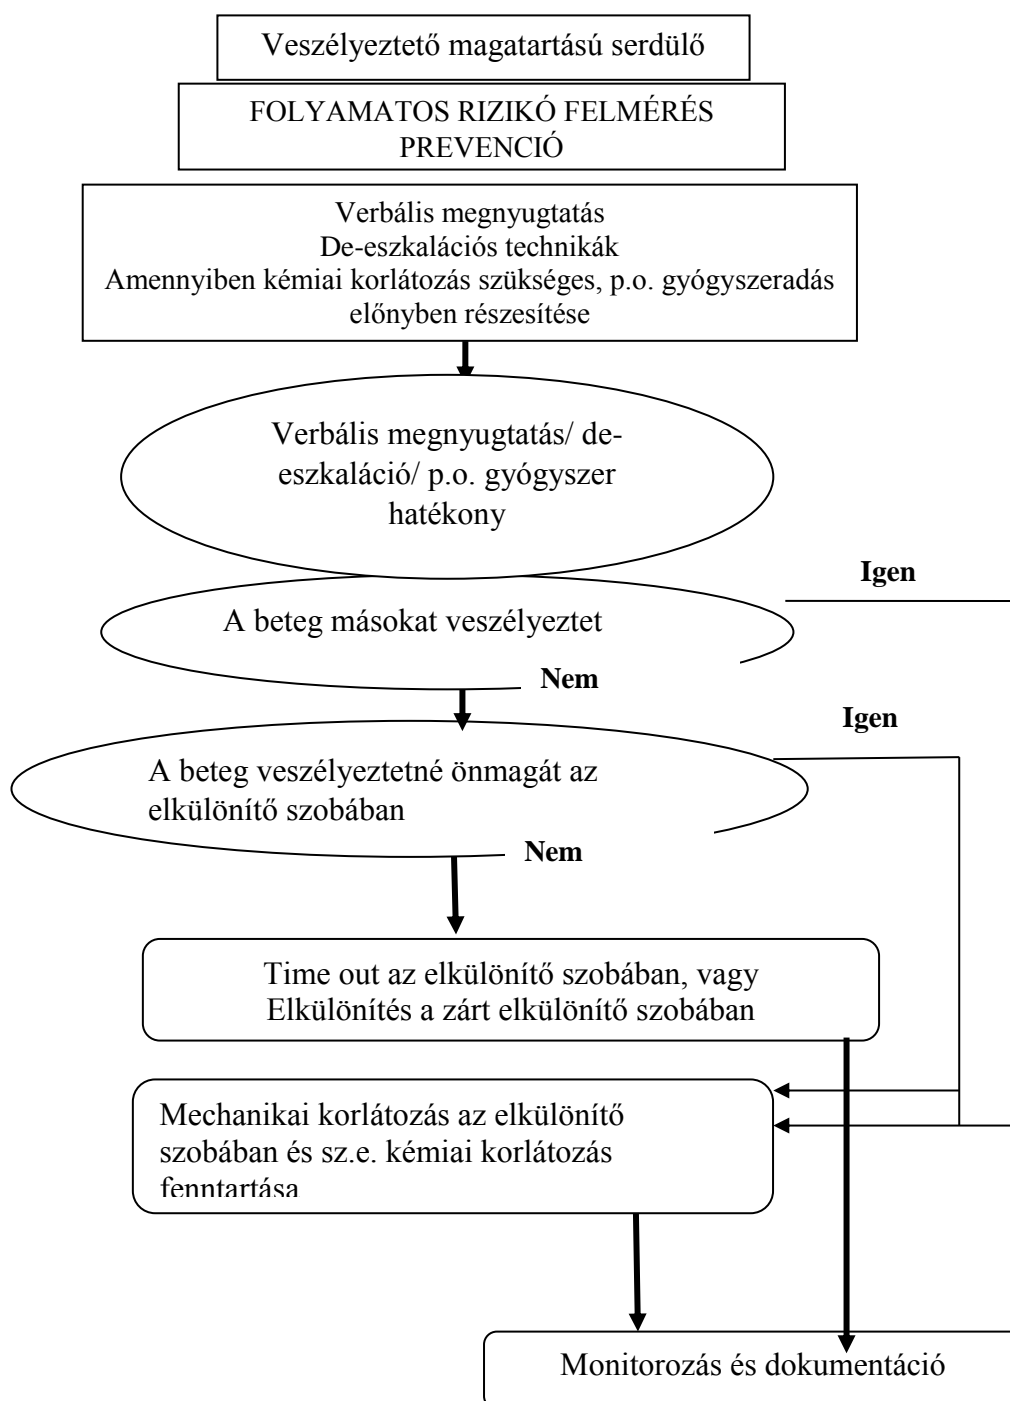 Veszélyeztető magatartású serdülő
FOLYAMATOS RIZIKÓ FELMÉRÉS
PREVENCIÓ
Verbális megnyugtatás
De-eszkalációs technikák
Amennyiben kémiai korlátozás szükséges, p.o. gyógyszeradás
előnyben részesítése
Verbális megnyugtatás/ de-
eszkaláció/ p.o. gyógyszer
hatékony
Igen
A beteg másokat veszélyeztet
Nem
Igen
A beteg veszélyeztetné önmagát az
elkülönítő szobában
Nem
Time out az elkülönítő szobában, vagy
Elkülönítés a zárt elkülönítő szobában
Mechanikai korlátozás az elkülönítő
szobában és sz.e. kémiai korlátozás
fenntartása
Monitorozás és dokumentáció